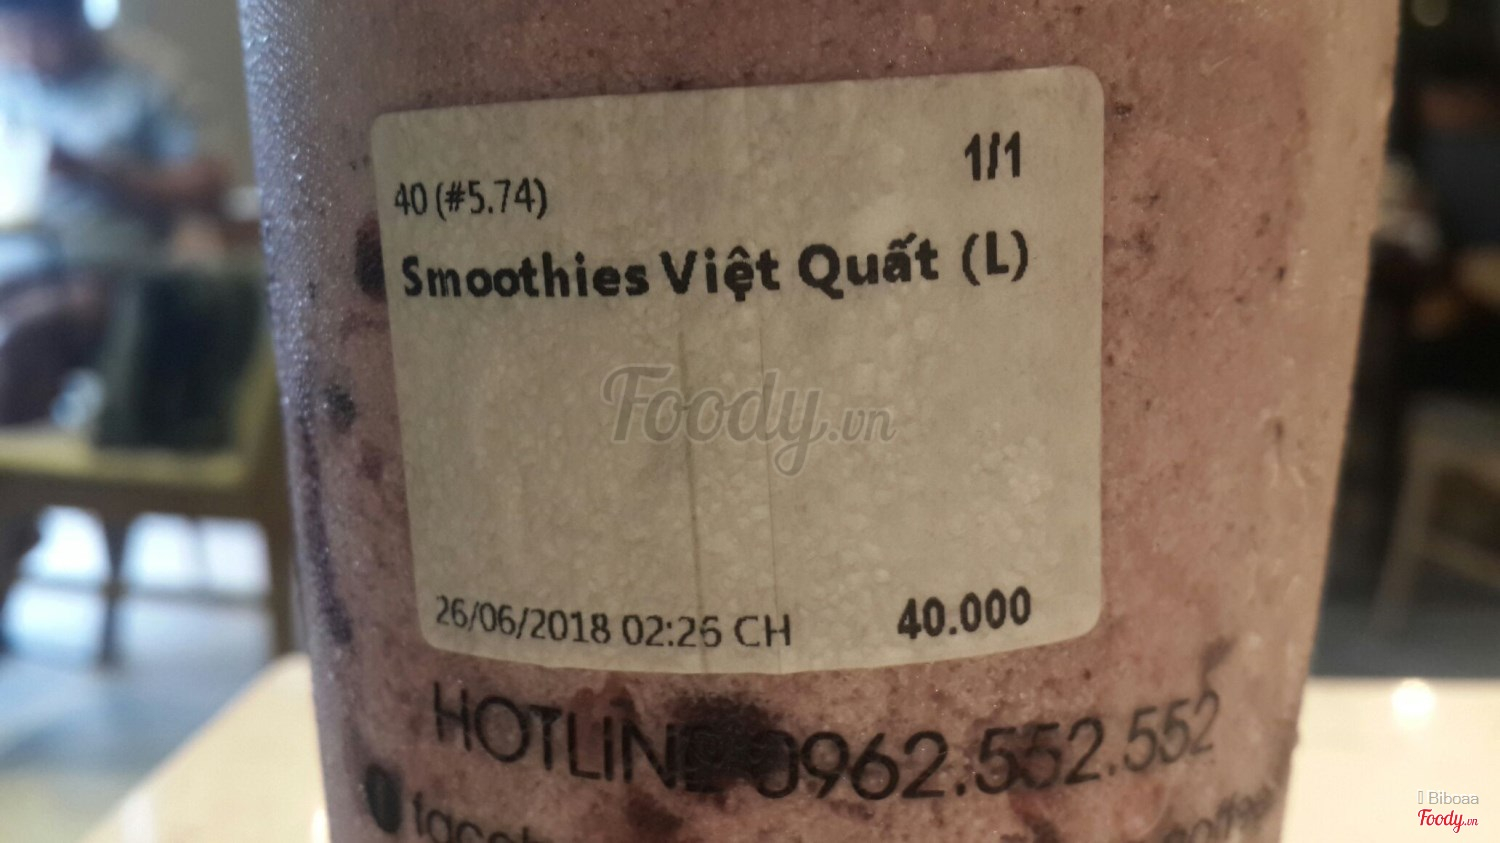 1/1
40 (#5.74)
Smoothies Việt Quất (L)
Foody.vn
26/06/2018 02:26 CH
40.000
HOTLINE 0962.552.552
Biboaa
Foody.vn